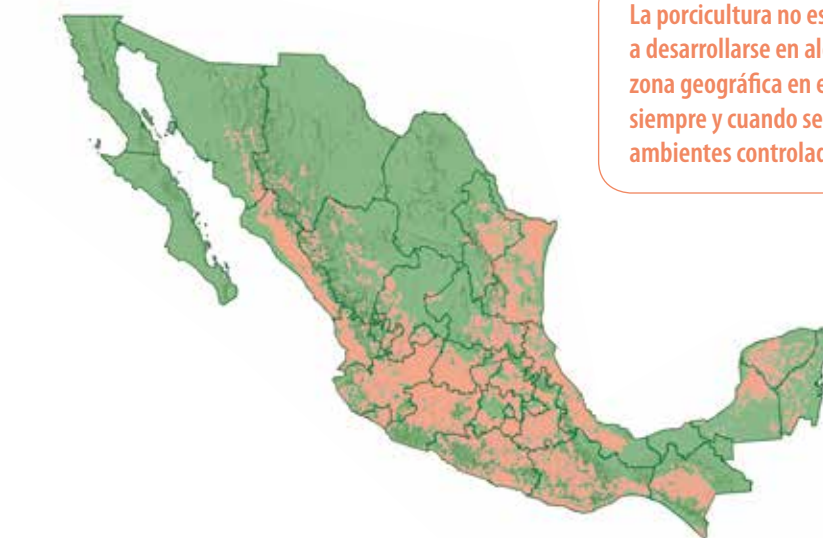 La porcicultura no es
a desarrollarse en al
zona geográfica en e
siempre y cuando se
ambientes controlad